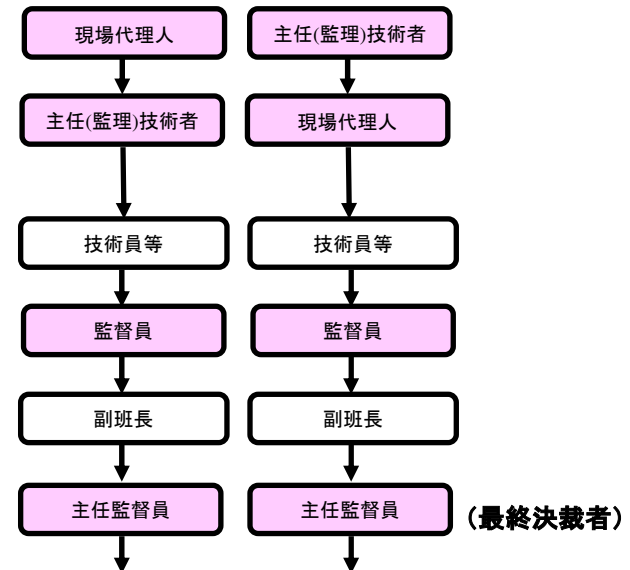 現場代理人
主任(監理)技術者
主任(監理)技術者
現場代理人
技術員等
技術員等
監督員
監督員
副班長
副班長
主任監督員
主任監督員
(最終決裁者)